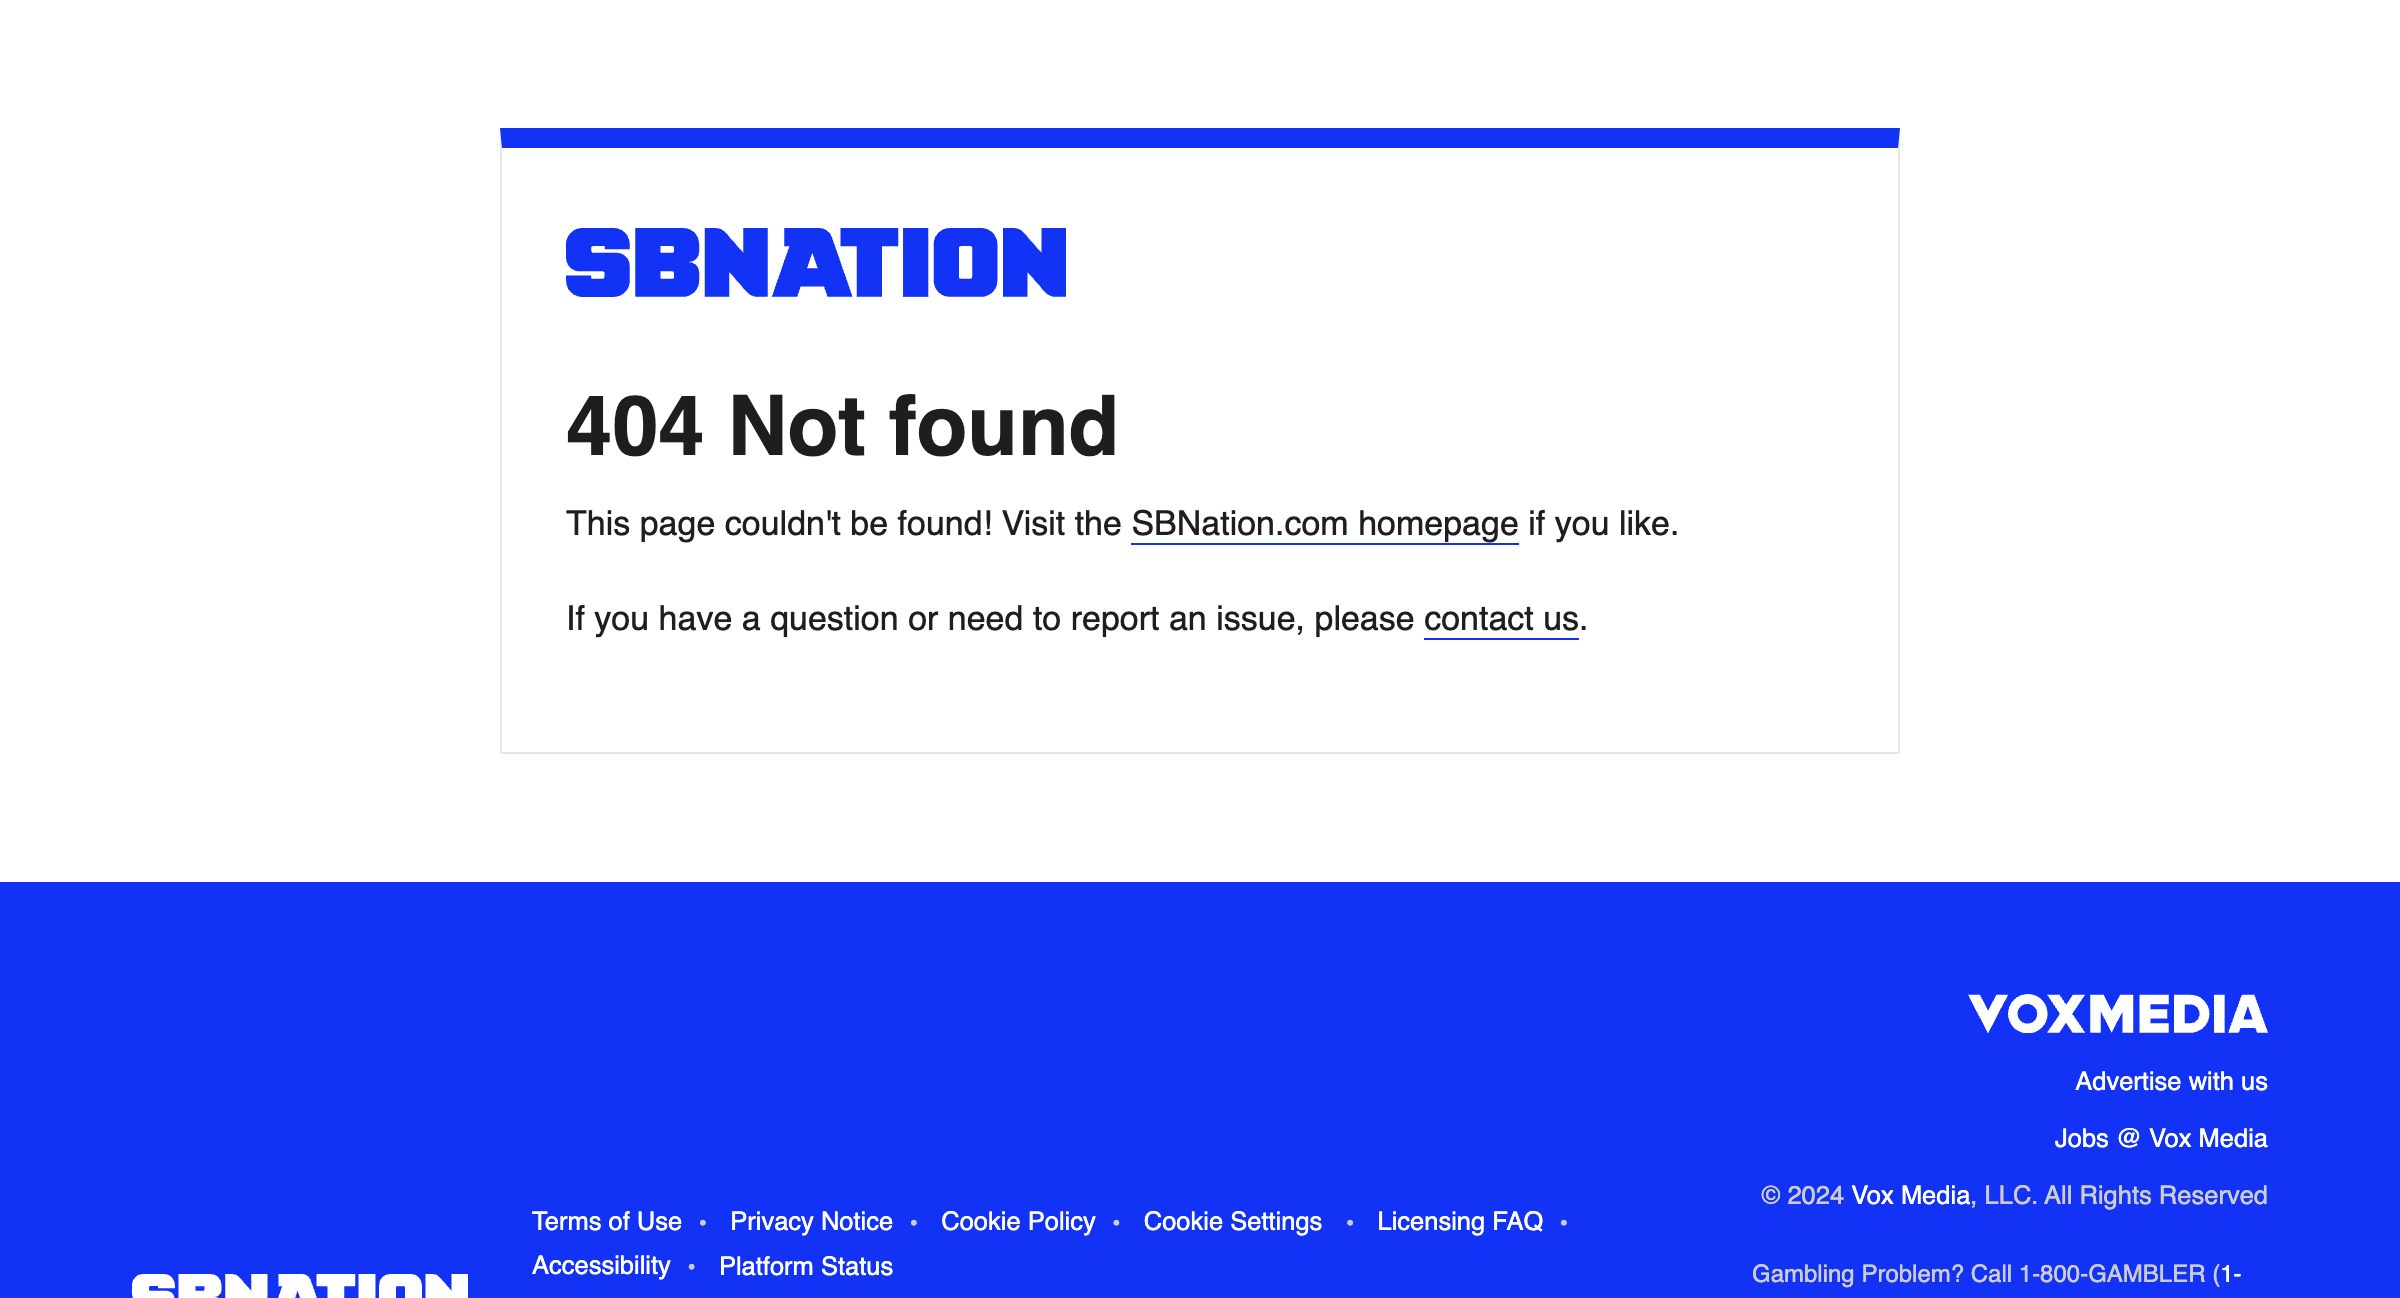 SBNATION
404 Not found
This page couldn't be found! Visit the SBNation.com homepage if you like.
If you have a question or need to report an issue, please contact us.
VOXMEDIA
Advertise with us
Jobs @ Vox Media
© 2024 Vox Media, LLC. All Rights Reserved
Terms of Use • Privacy Notice • Cookie Policy • Cookie Settings • Licensing FAQ •
Accessibility • Platform Status
Gambling Problem? Call 1-800-GAMBLER (1-
SBNATION